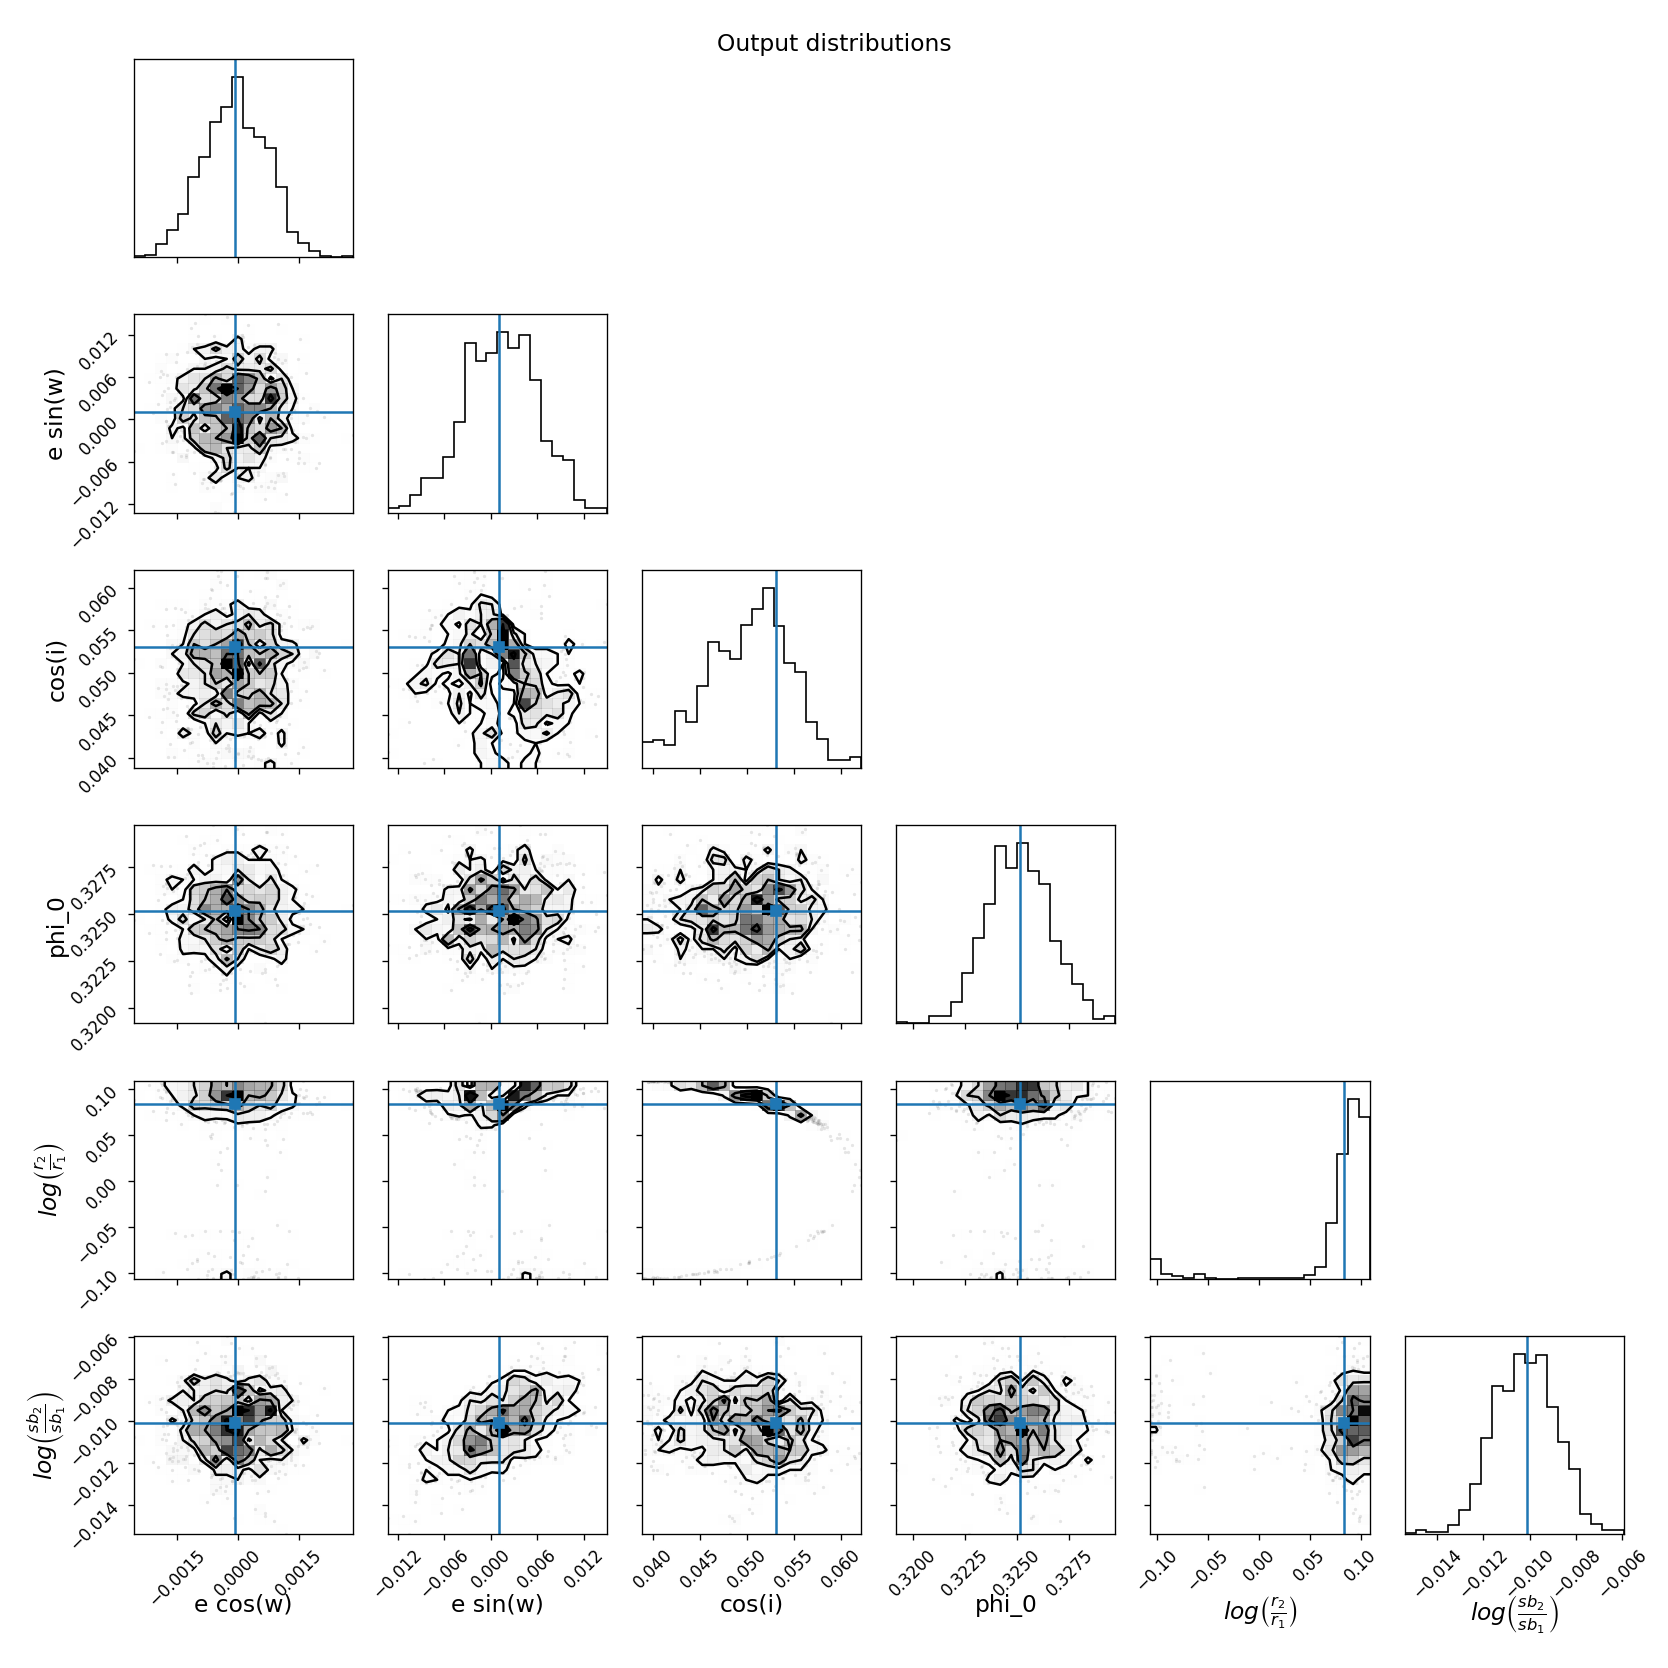 Output distributions
e sin(w)
0.012
0.006
0.000
−0.006
−0.012
cos(i)
0.060
0.055
0.050
0.045
0.040
phi_0
0.3275
0.3250
0.3225
0.3200
log(r₂/r₁)
0.10
0.05
0.00
−0.05
−0.10
log(sb₂/sb₁)
−0.006
−0.008
−0.010
−0.012
−0.014
−0.0015 0.0000 0.0015
−0.012 −0.006 0.000 0.006 0.012
0.040 0.045 0.050 0.055 0.060
0.3200 0.3225 0.3250 0.3275
−0.10 −0.05 0.00 0.05 0.10
−0.014 −0.012 −0.010 −0.008 −0.006
e cos(w) e sin(w) cos(i) phi_0 log(r₂/r₁) log(sb₂/sb₁)